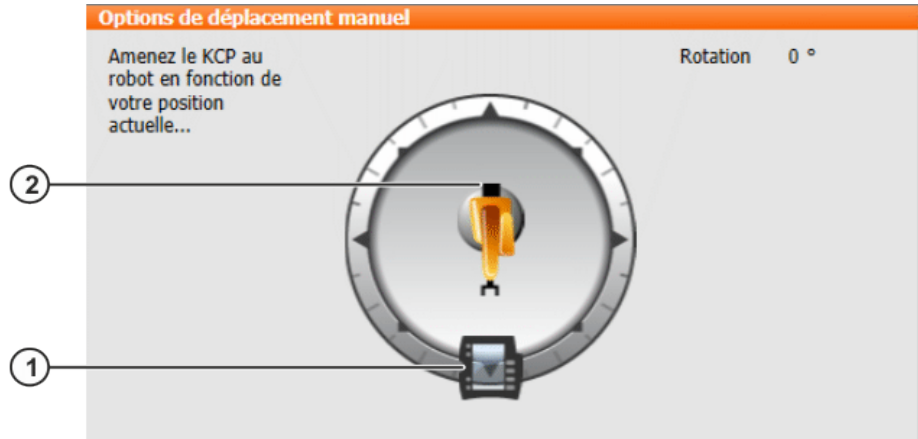 Options de déplacement manuel
Amenez le KCP au
robot en fonction de
votre position
actuelle...
Rotation 0 °
2
1